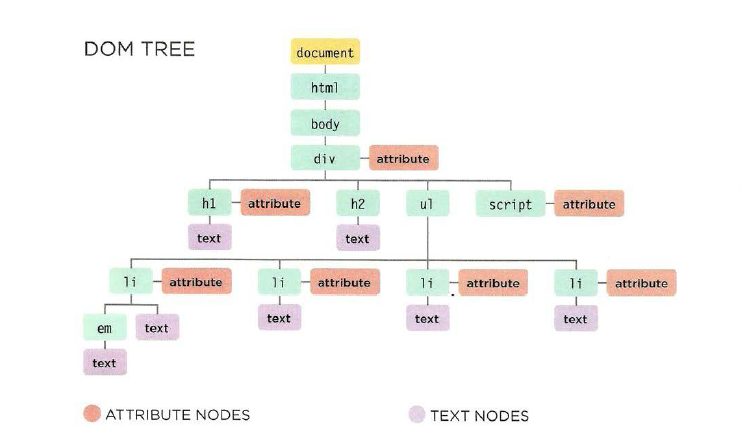 DOM TREE
document
html
body
div attribute
h1 attribute h2 ul script attribute
text text
li attribute li attribute li attribute li attribute
text text text
em text
text
ATTRIBUTE NODES TEXT NODES